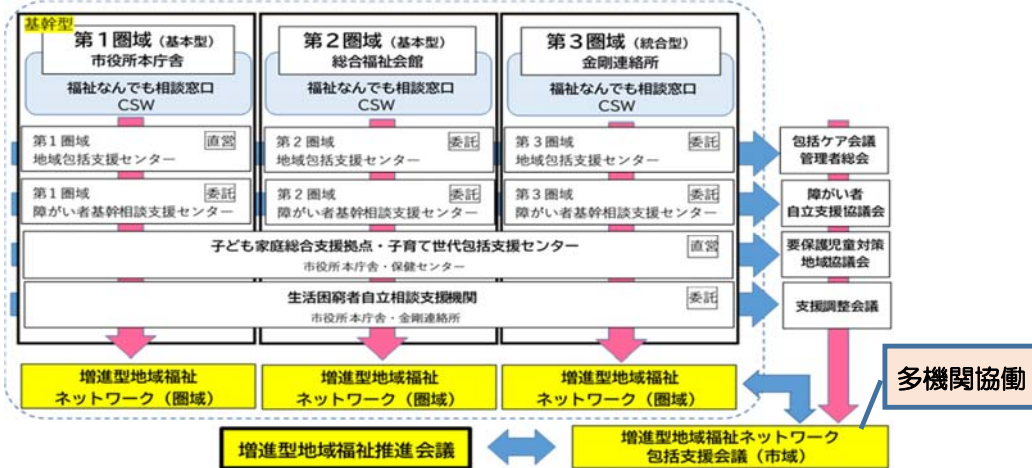 基幹型
第1圏域(基本型)
市役所本庁舎
福祉なんでも相談窓口
CSW
第2圏域(基本型)
総合福祉会館
福祉なんでも相談窓口
CSW
第3圏域(統合型)
金剛連絡所
福祉なんでも相談窓口
CSW
第1圏域
地域包括支援センター
直営
第2圏域
地域包括支援センター
委託
第3圏域
地域包括支援センター
委託
包括ケア会議
管理者総会
第1圏域
障がい者基幹相談支援センター
委託
第2圏域
障がい者基幹相談支援センター
委託
第3圏域
障がい者基幹相談支援センター
委託
障がい者
自立支援協議会
子ども家庭総合支援拠点・子育て世代包括支援センター
市役所本庁舎・保健センター
直営
要保護児童対策
地域協議会
生活困窮者自立相談支援機関
市役所本庁舎・金剛連絡所
委託
支援調整会議
増進型地域福祉
ネットワーク(圏域)
増進型地域福祉
ネットワーク(圏域)
増進型地域福祉
ネットワーク(圏域)
多機関協働
増進型地域福祉推進会議
増進型地域福祉ネットワーク
包括支援会議(市域)